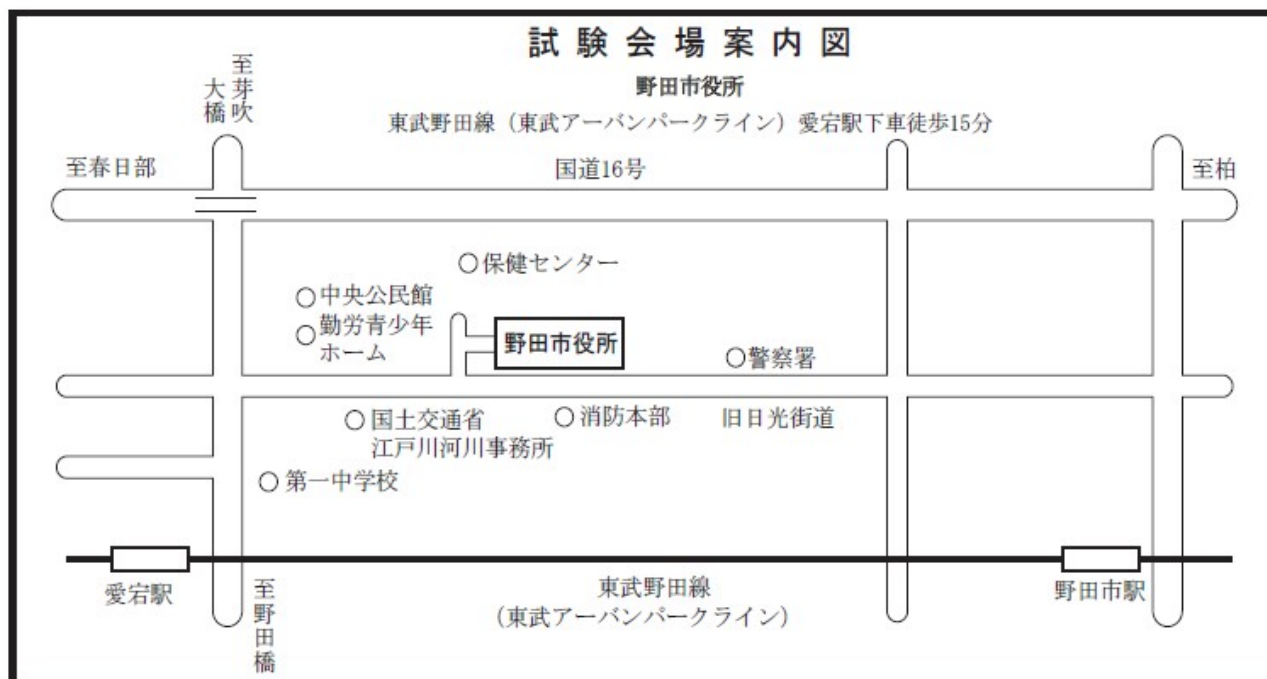 試験会場案内図
野田市役所
東武野田線（東武アーバンパークライン）愛宕駅下車徒歩15分
至芽吹
大橋
至春日部
国道16号
至柏
保健センター
中央公民館
勤労青少年
ホーム
野田市役所
警察署
国土交通省
江戸川河川事務所
消防本部
旧日光街道
第一中学校
愛宕駅
至野田橋
東武野田線
（東武アーバンパークライン）
野田市駅